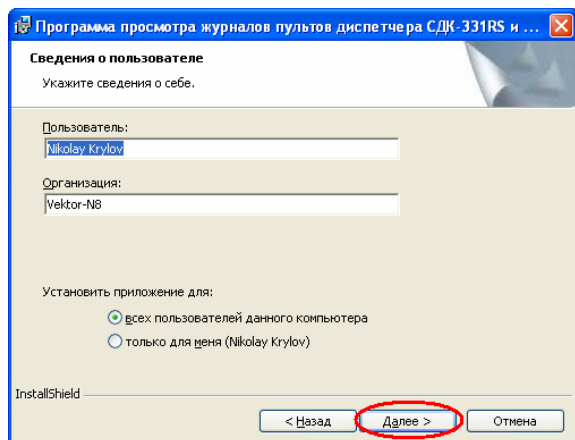 Программа просмотра журналов пультов диспетчера СДК-331RS и ...
Сведения о пользователе
Укажите сведения о себе.
Пользователь:
Nikolay Krylov
Организация:
Vektor-N8
Установить приложение для:
всех пользователей данного компьютера
только для меня (Nikolay Krylov)
InstallShield
< Назад Далее > Отмена